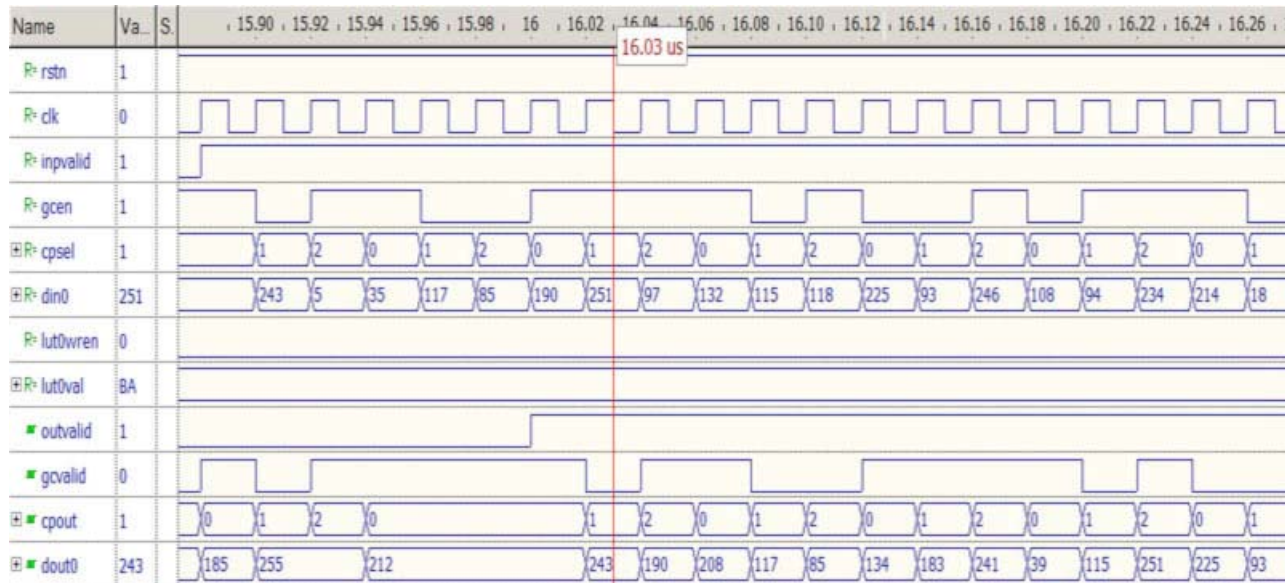 Name Va... S. 15.90 15.92 15.94 15.96 15.98 16 16.02 16.04 16.06 16.08 16.10 16.12 16.14 16.16 16.18 16.20 16.22 16.24 16.26
16.03 us
R= rstn 1
R= clk 0
R= inpvalid 1
R= gcen 1
R= cpsel 1 1 2 0 1 2 0 1 2 0 1 2 0 1 2 0 1 2 0 1
R= din0 251 243 5 35 117 85 190 251 97 132 115 118 225 93 246 108 94 234 214 18
R= lut0wren 0
R= lut0val BA
outvalid 1
gcvalid 0
cpout 1 0 1 2 0 1 2 0 1 2 0 1 2 0 1 2 0 1
dout0 243 185 255 212 243 190 208 117 85 134 183 241 39 115 251 225 93